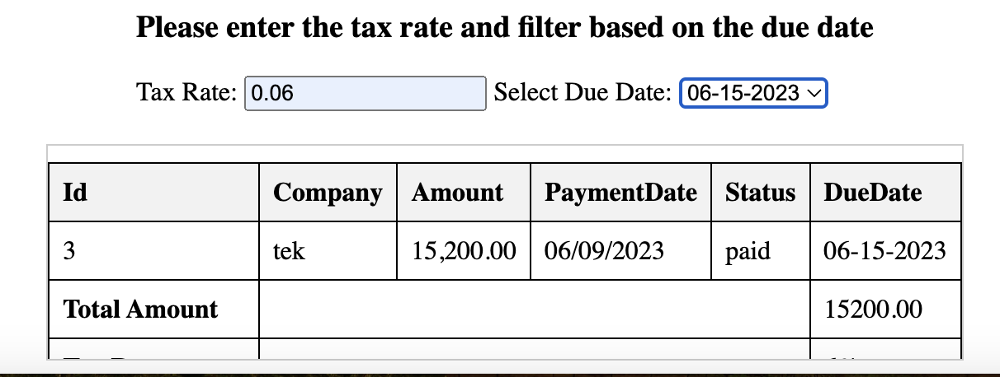 Please enter the tax rate and filter based on the due date
Tax Rate: 0.06 Select Due Date: 06-15-2023
Id Company Amount PaymentDate Status DueDate
3 tek 15,200.00 06/09/2023 paid 06-15-2023
Total Amount 15200.00